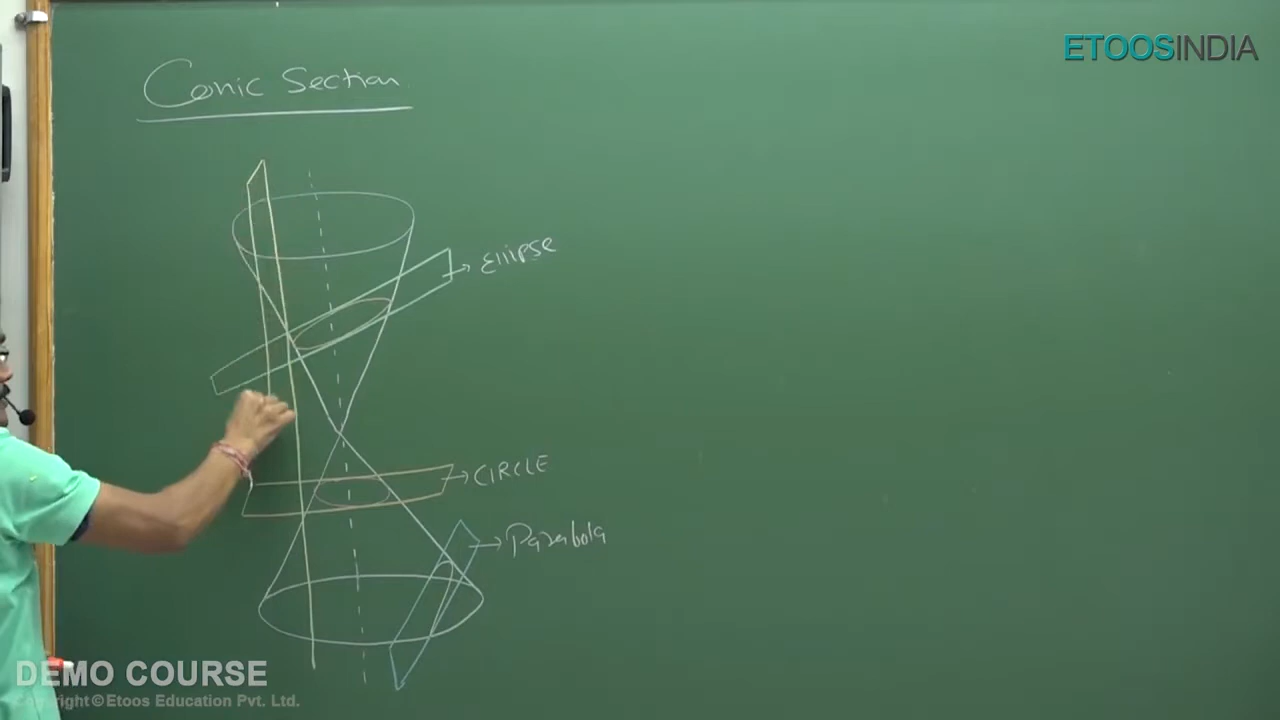 ETOOSINDIA
Conic Section
Ellipse
CIRCLE
Parabola
DEMO COURSE
Copyright © Etoos Education Pvt. Ltd.